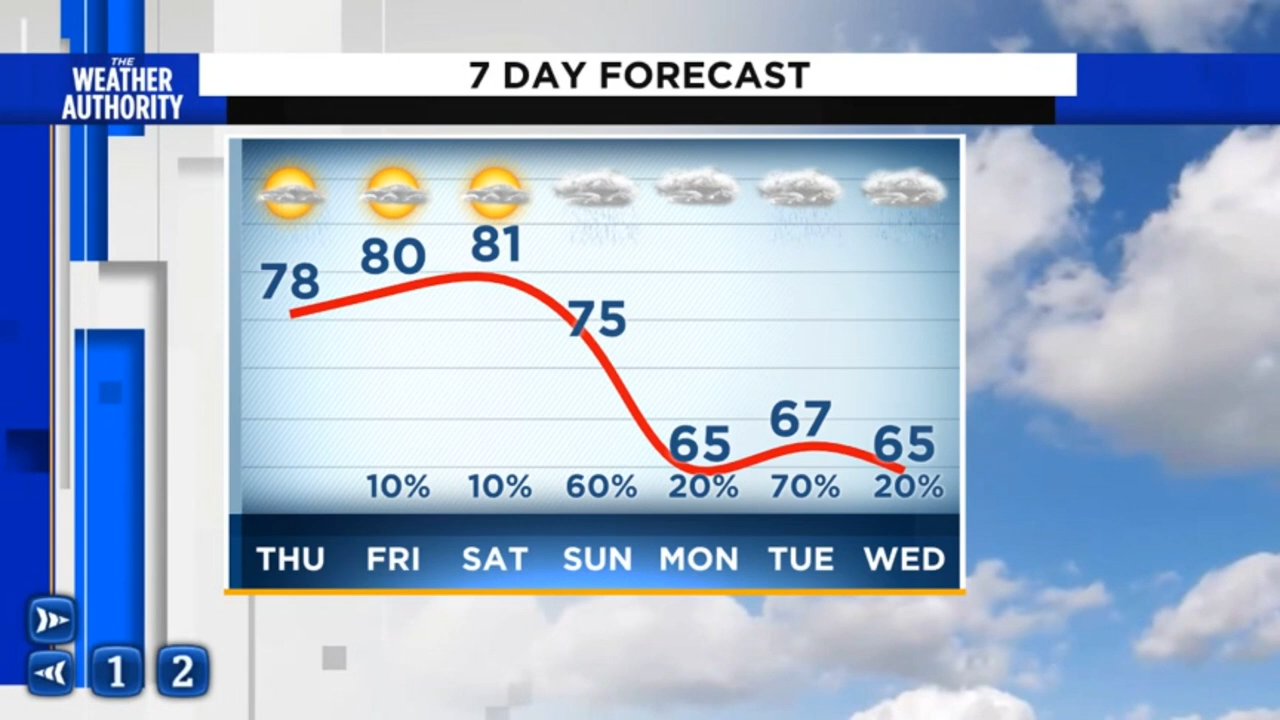 THE
WEATHER
AUTHORITY
7 DAY FORECAST
78 80 81 75 65 67 65
10% 10% 60% 20% 70% 20%
THU FRI SAT SUN MON TUE WED
1 2